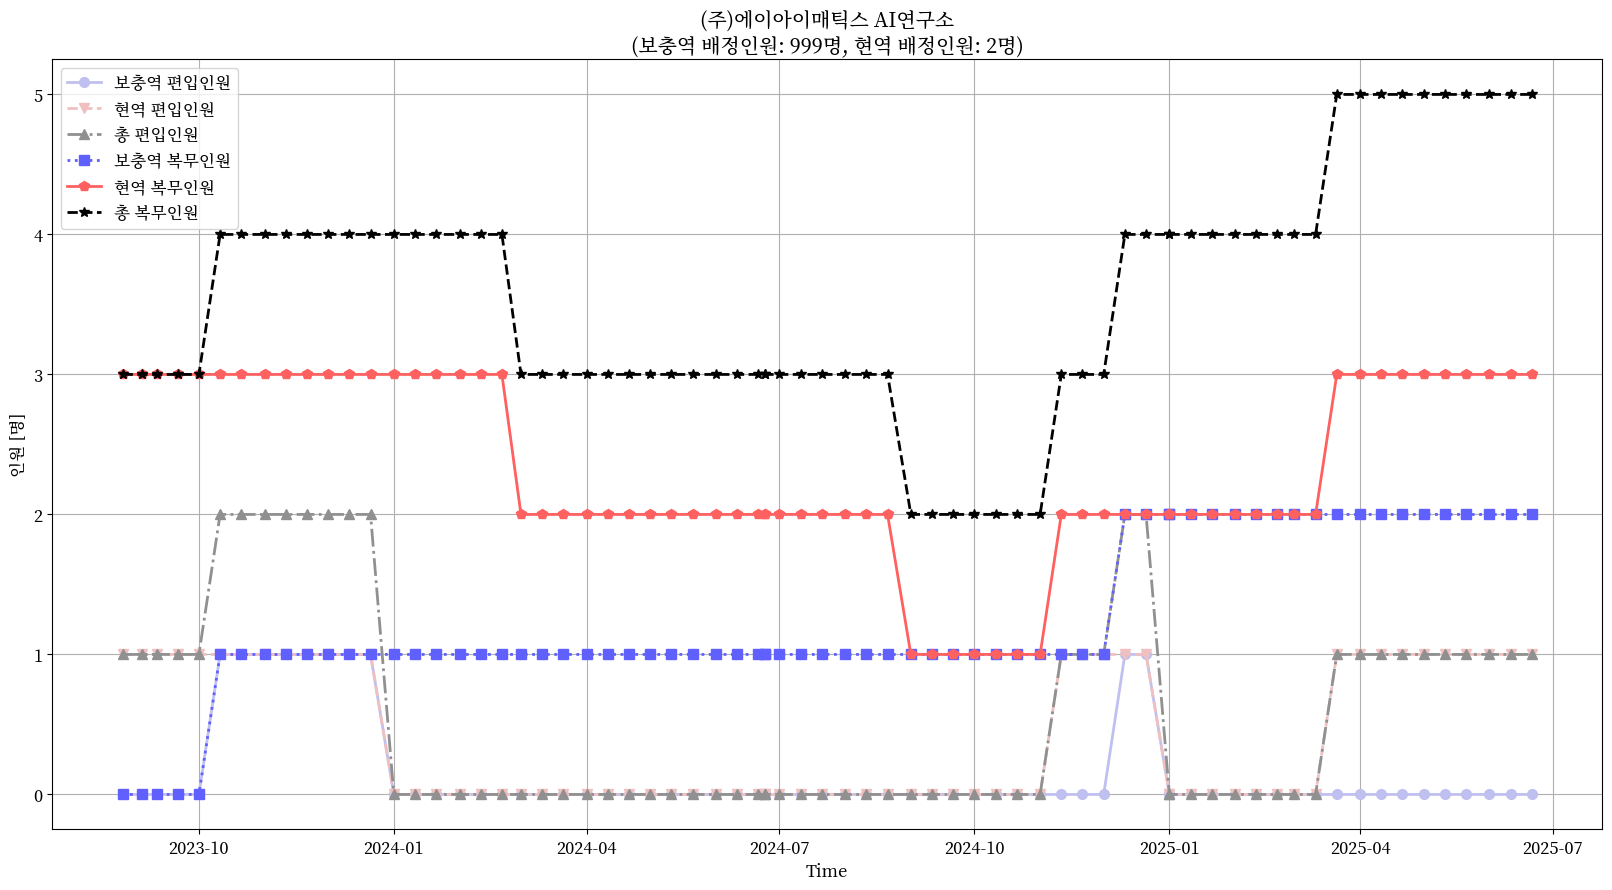 (주)에이아이매틱스 AI연구소
(보충역 배정인원: 999명, 현역 배정인원: 2명)
보충역 편입인원
현역 편입인원
총 편입인원
보충역 복무인원
현역 복무인원
총 복무인원
인원 [명]
5
4
3
2
1
0
2023-10
2024-01
2024-04
2024-07
2024-10
2025-01
2025-04
2025-07
Time